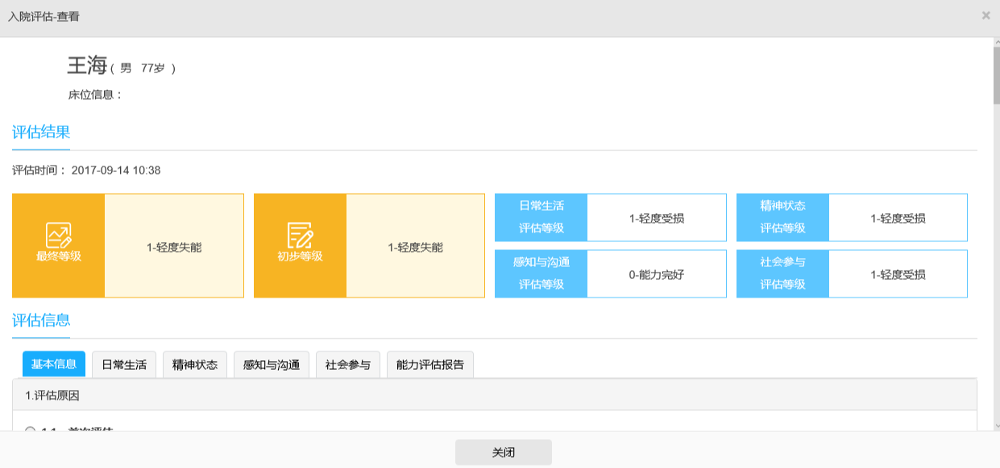 入院评估-查看
×
王海 ( 男 77岁 )
床位信息：
评估结果
评估时间： 2017-09-14 10:38
最终等级
1-轻度失能
初步等级
1-轻度失能
日常生活
评估等级
1-轻度受损
精神状态
评估等级
1-轻度受损
感知与沟通
评估等级
0-能力完好
社会参与
评估等级
1-轻度受损
评估信息
基本信息 日常生活 精神状态 感知与沟通 社会参与 能力评估报告
1.评估原因
1.1 首次评估
关闭